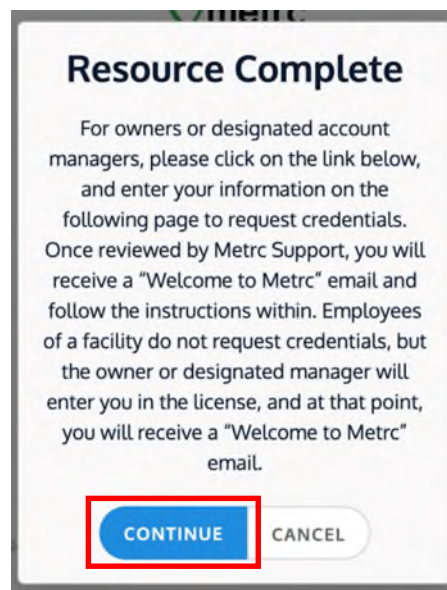 metrc
Resource Complete
For owners or designated account
managers, please click on the link below,
and enter your information on the
following page to request credentials.
Once reviewed by Metrc Support, you will
receive a "Welcome to Metrc" email and
follow the instructions within. Employees
of a facility do not request credentials, but
the owner or designated manager will
enter you in the license, and at that point,
you will receive a "Welcome to Metrc"
email.
CONTINUE CANCEL